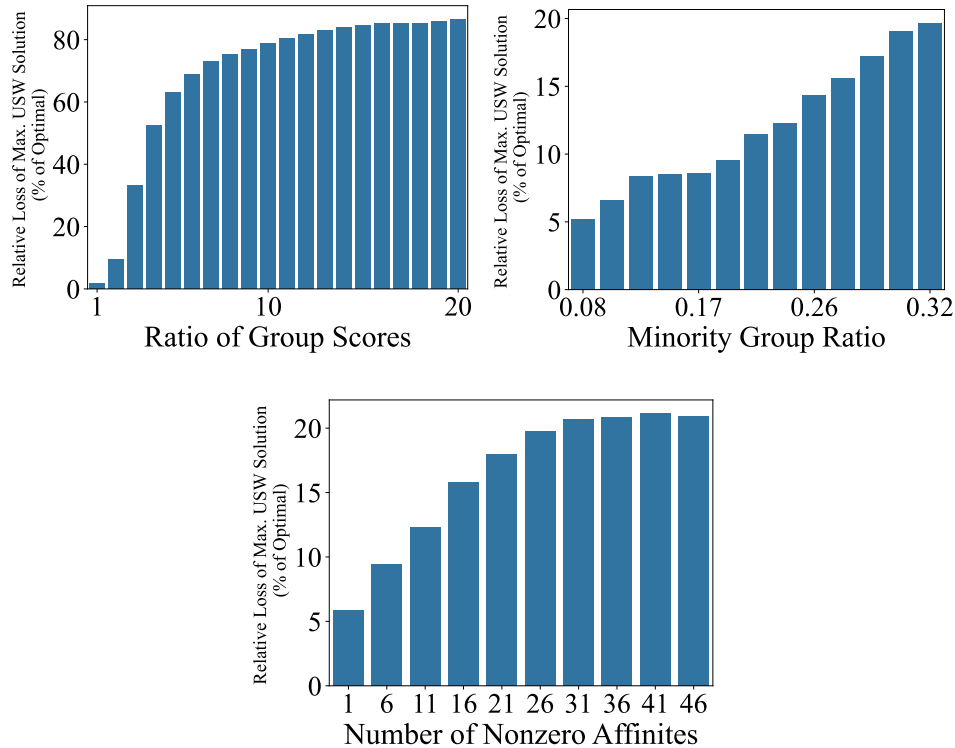 Relative Loss of Max. USW Solution
(% of Optimal)
80
60
40
20
0
1
10
20
Ratio of Group Scores
Relative Loss of Max. USW Solution
(% of Optimal)
20
15
10
5
0
0.08
0.17
0.26
0.32
Minority Group Ratio
Relative Loss of Max. USW Solution
(% of Optimal)
20
15
10
5
0
1 6 11 16 21 26 31 36 41 46
Number of Nonzero Affinites